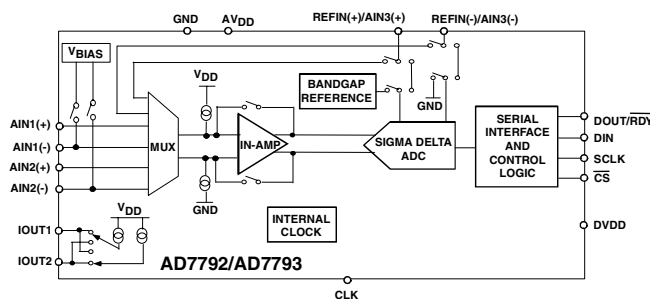 GND AVDD REFIN(+)/AIN3(+) REFIN(-)/AIN3(-)
VBIAS
VDD
BANDGAP
REFERENCE
GND
AIN1(+)
AIN1(-)
AIN2(+)
AIN2(-)
MUX
IN-AMP
SIGMA DELTA
ADC
SERIAL
INTERFACE
AND
CONTROL
LOGIC
DOUT/RDY
DIN
SCLK
CS
GND
VDD
IOUT1
IOUT2
INTERNAL
CLOCK
DVDD
AD7792/AD7793
CLK